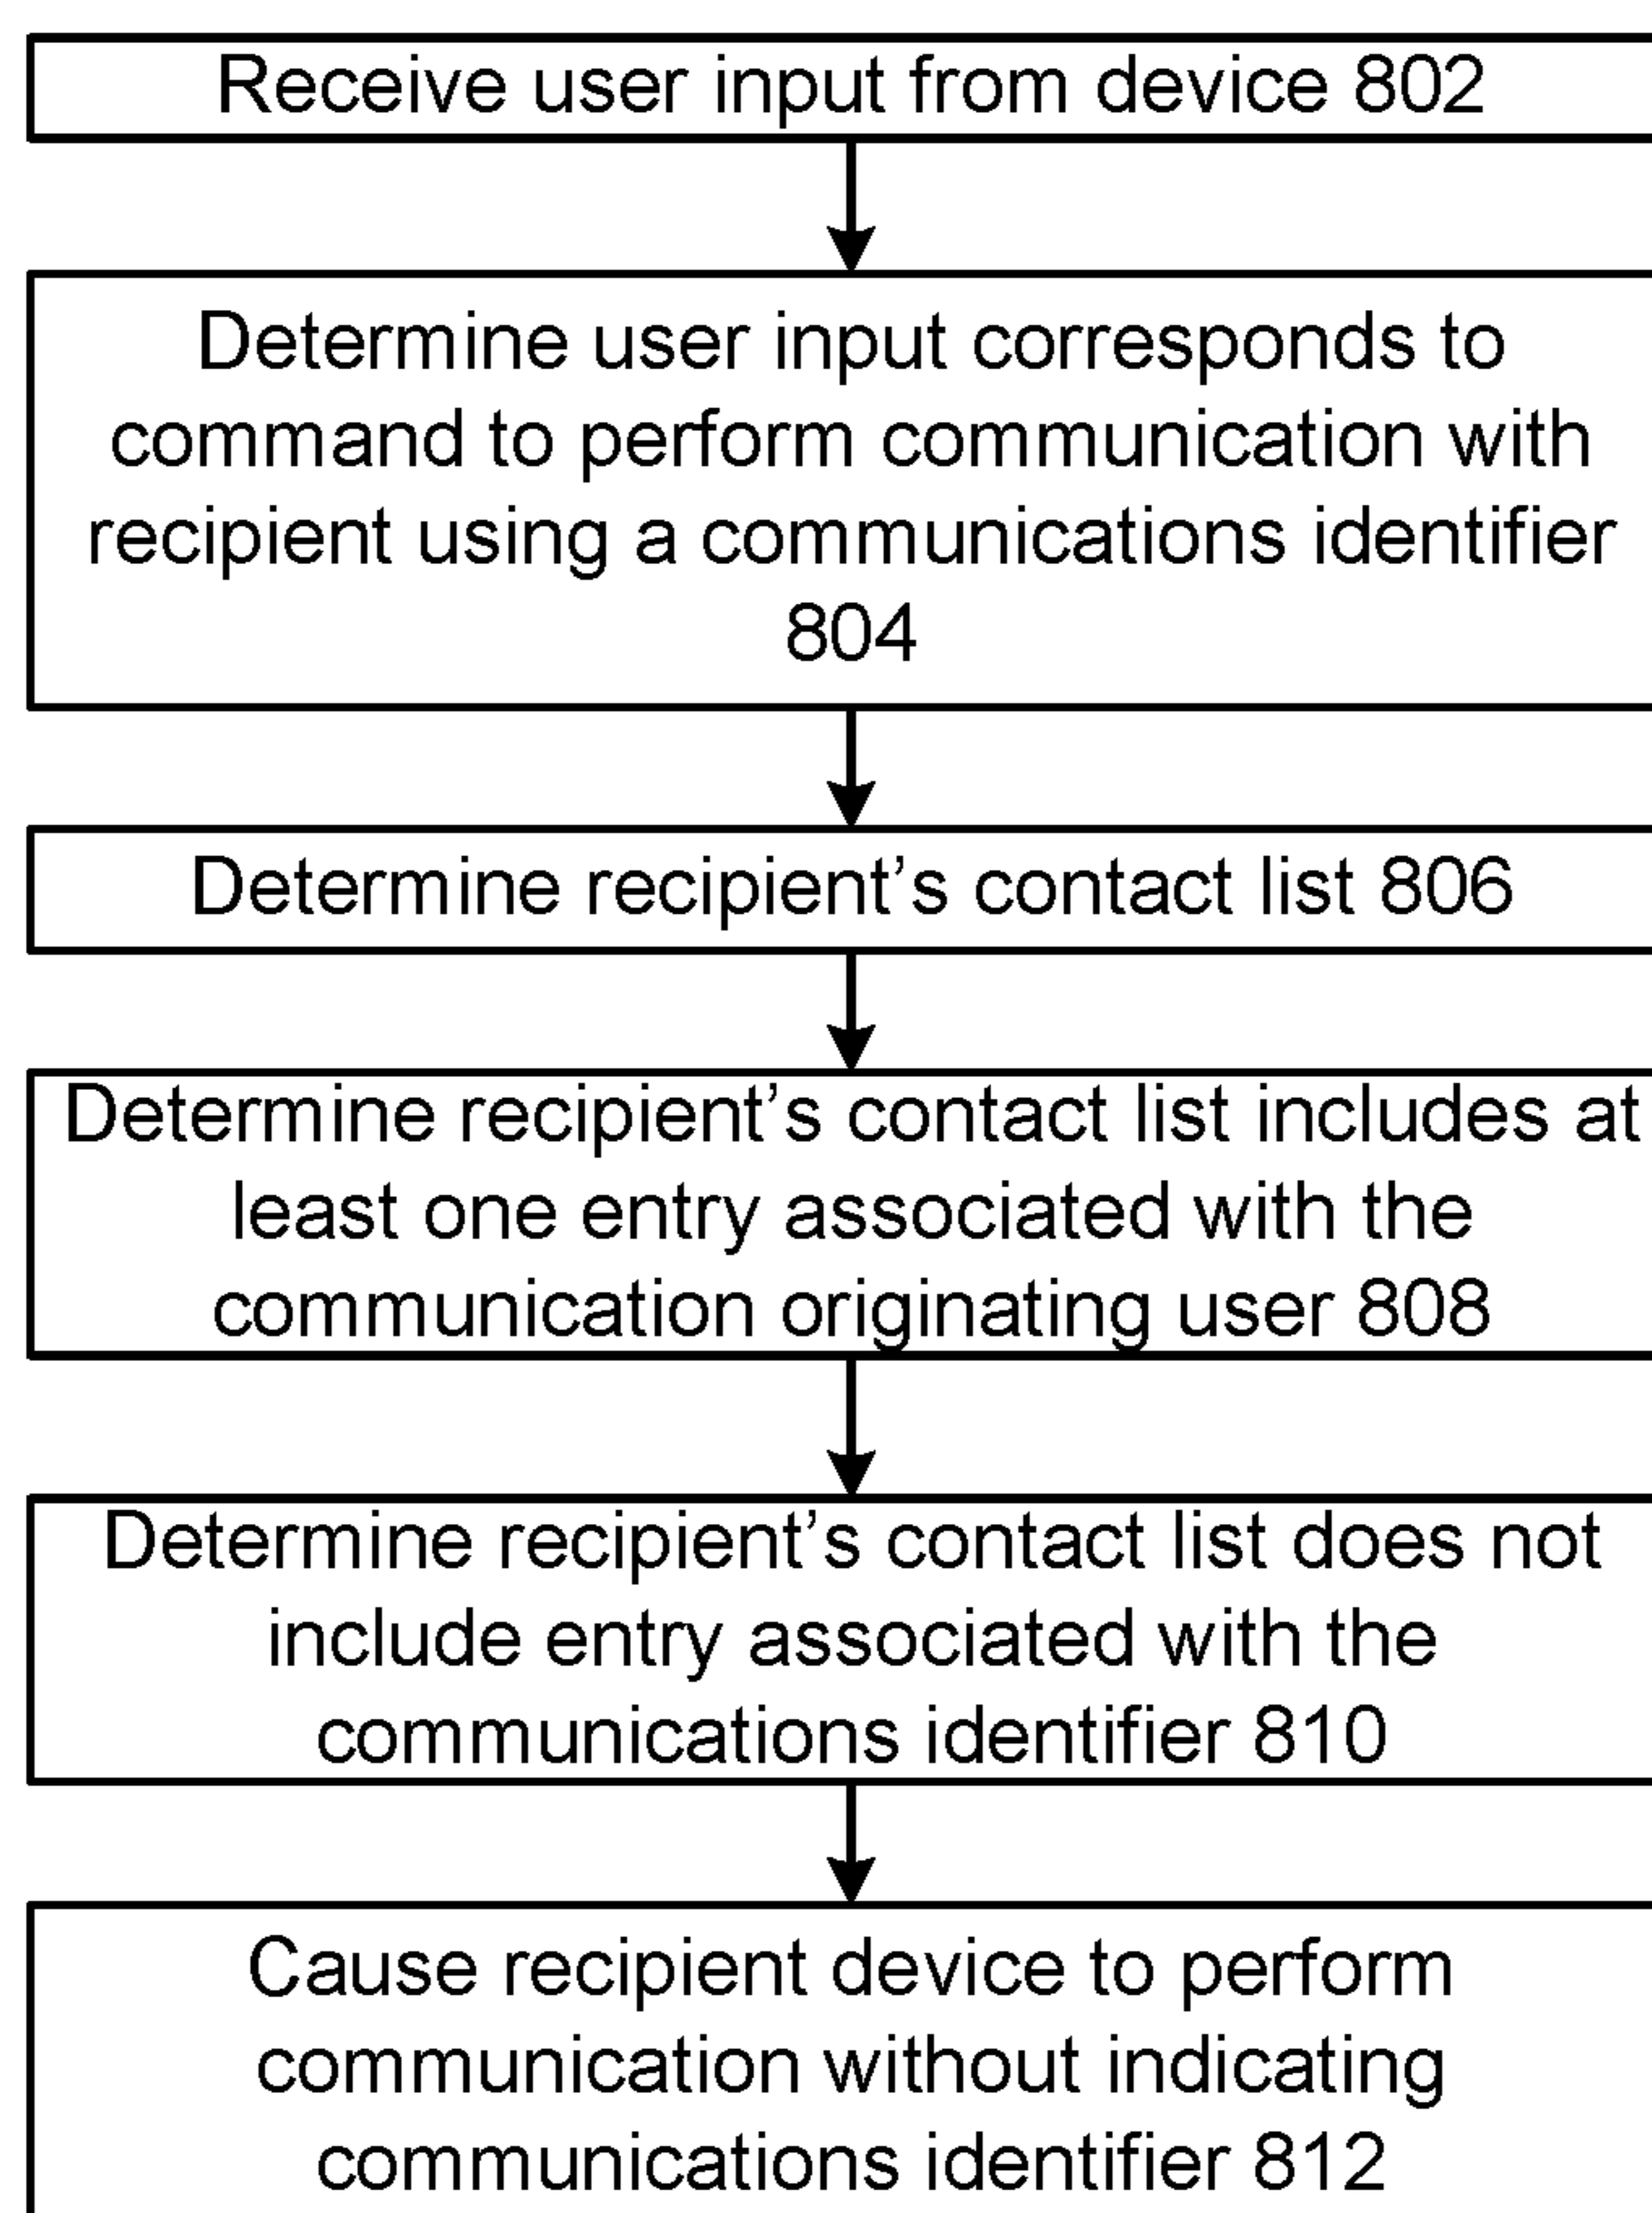 Receive user input from device 802
Determine user input corresponds to
command to perform communication with
recipient using a communications identifier
804
Determine recipient’s contact list 806
Determine recipient’s contact list includes at
least one entry associated with the
communication originating user 808
Determine recipient’s contact list does not
include entry associated with the
communications identifier 810
Cause recipient device to perform
communication without indicating
communications identifier 812